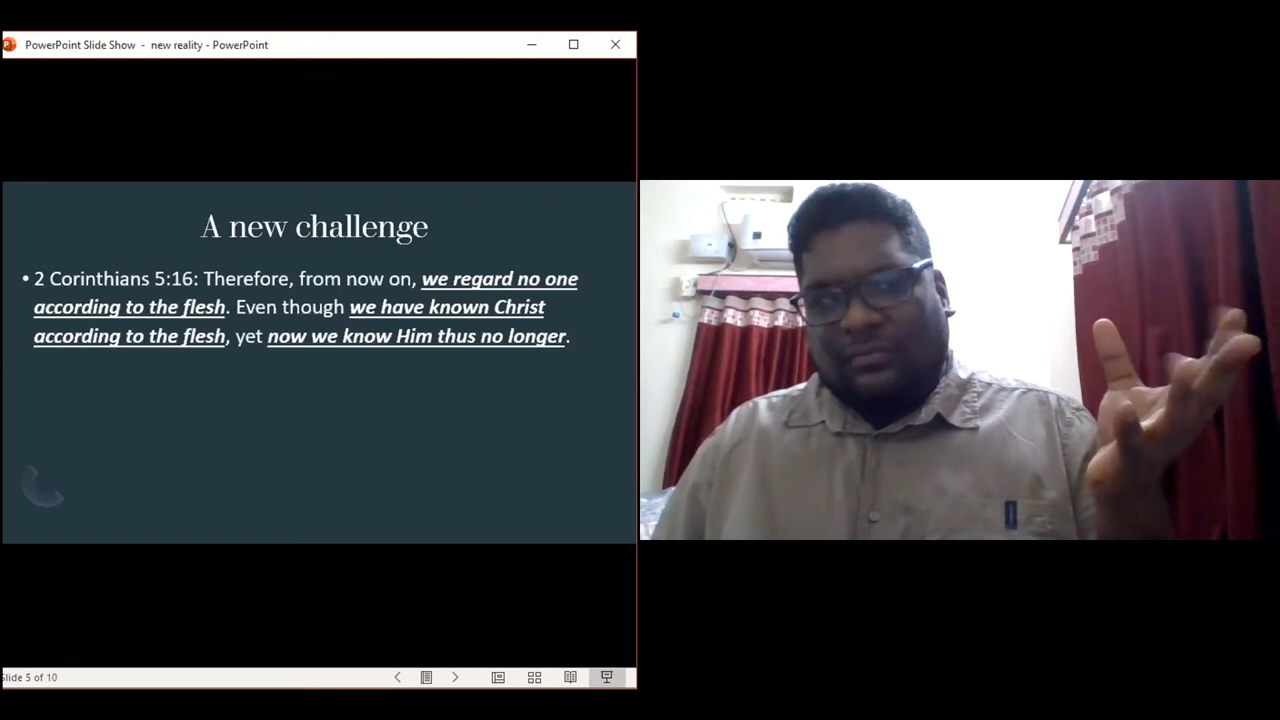 PowerPoint Slide Show - new reality - PowerPoint
A new challenge
• 2 Corinthians 5:16: Therefore, from now on, we regard no one
according to the flesh. Even though we have known Christ
according to the flesh, yet now we know Him thus no longer.
Slide 5 of 10